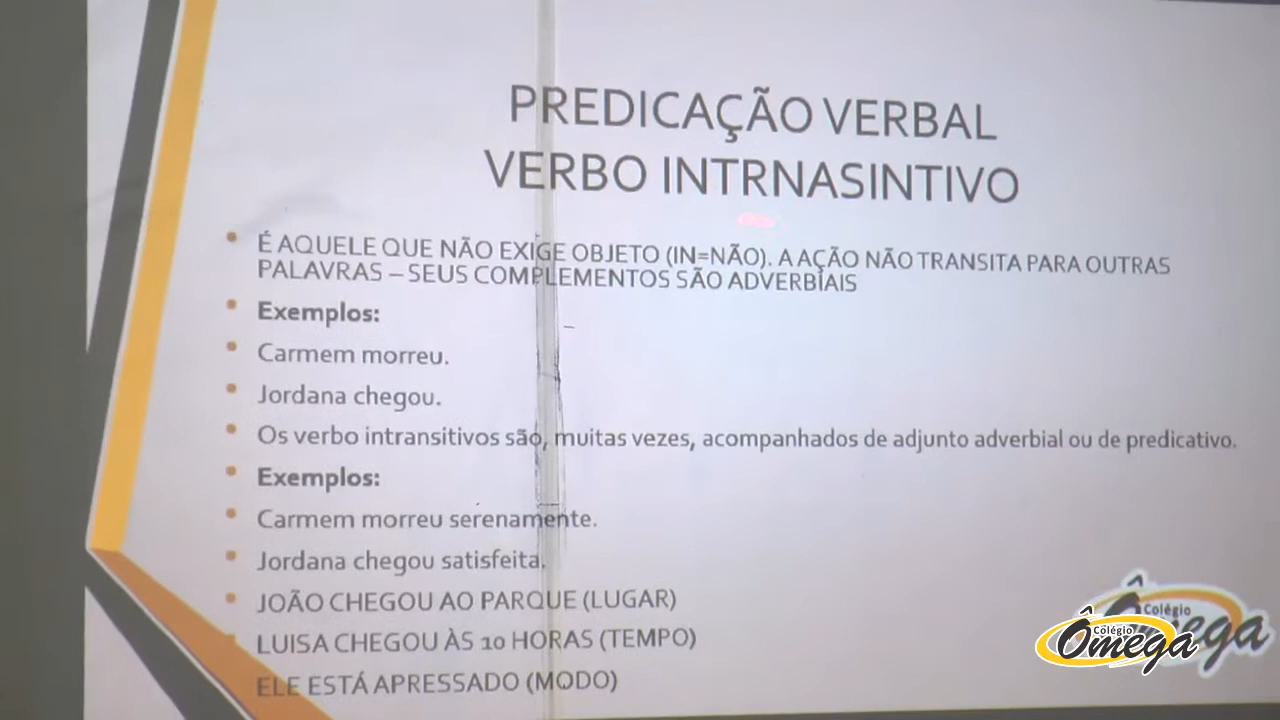 PREDICAÇÃO VERBAL
VERBO INTRNASINTIVO
É AQUELE QUE NÃO EXIGE OBJETO (IN=NÃO). A AÇÃO NÃO TRANSITA PARA OUTRAS
PALAVRAS – SEUS COMPLEMENTOS SÃO ADVERBIAIS
Exemplos:
Carmem morreu.
Jordana chegou.
Os verbo intransitivos são, muitas vezes, acompanhados de adjunto adverbial ou de predicativo.
Exemplos:
Carmem morreu serenamente.
Jordana chegou satisfeita.
JOÃO CHEGOU AO PARQUE (LUGAR)
LUISA CHEGOU ÀS 10 HORAS (TEMPO)
ELE ESTÁ APRESSADO (MODO)
Colégio
Ômega
Colégio
Ômega